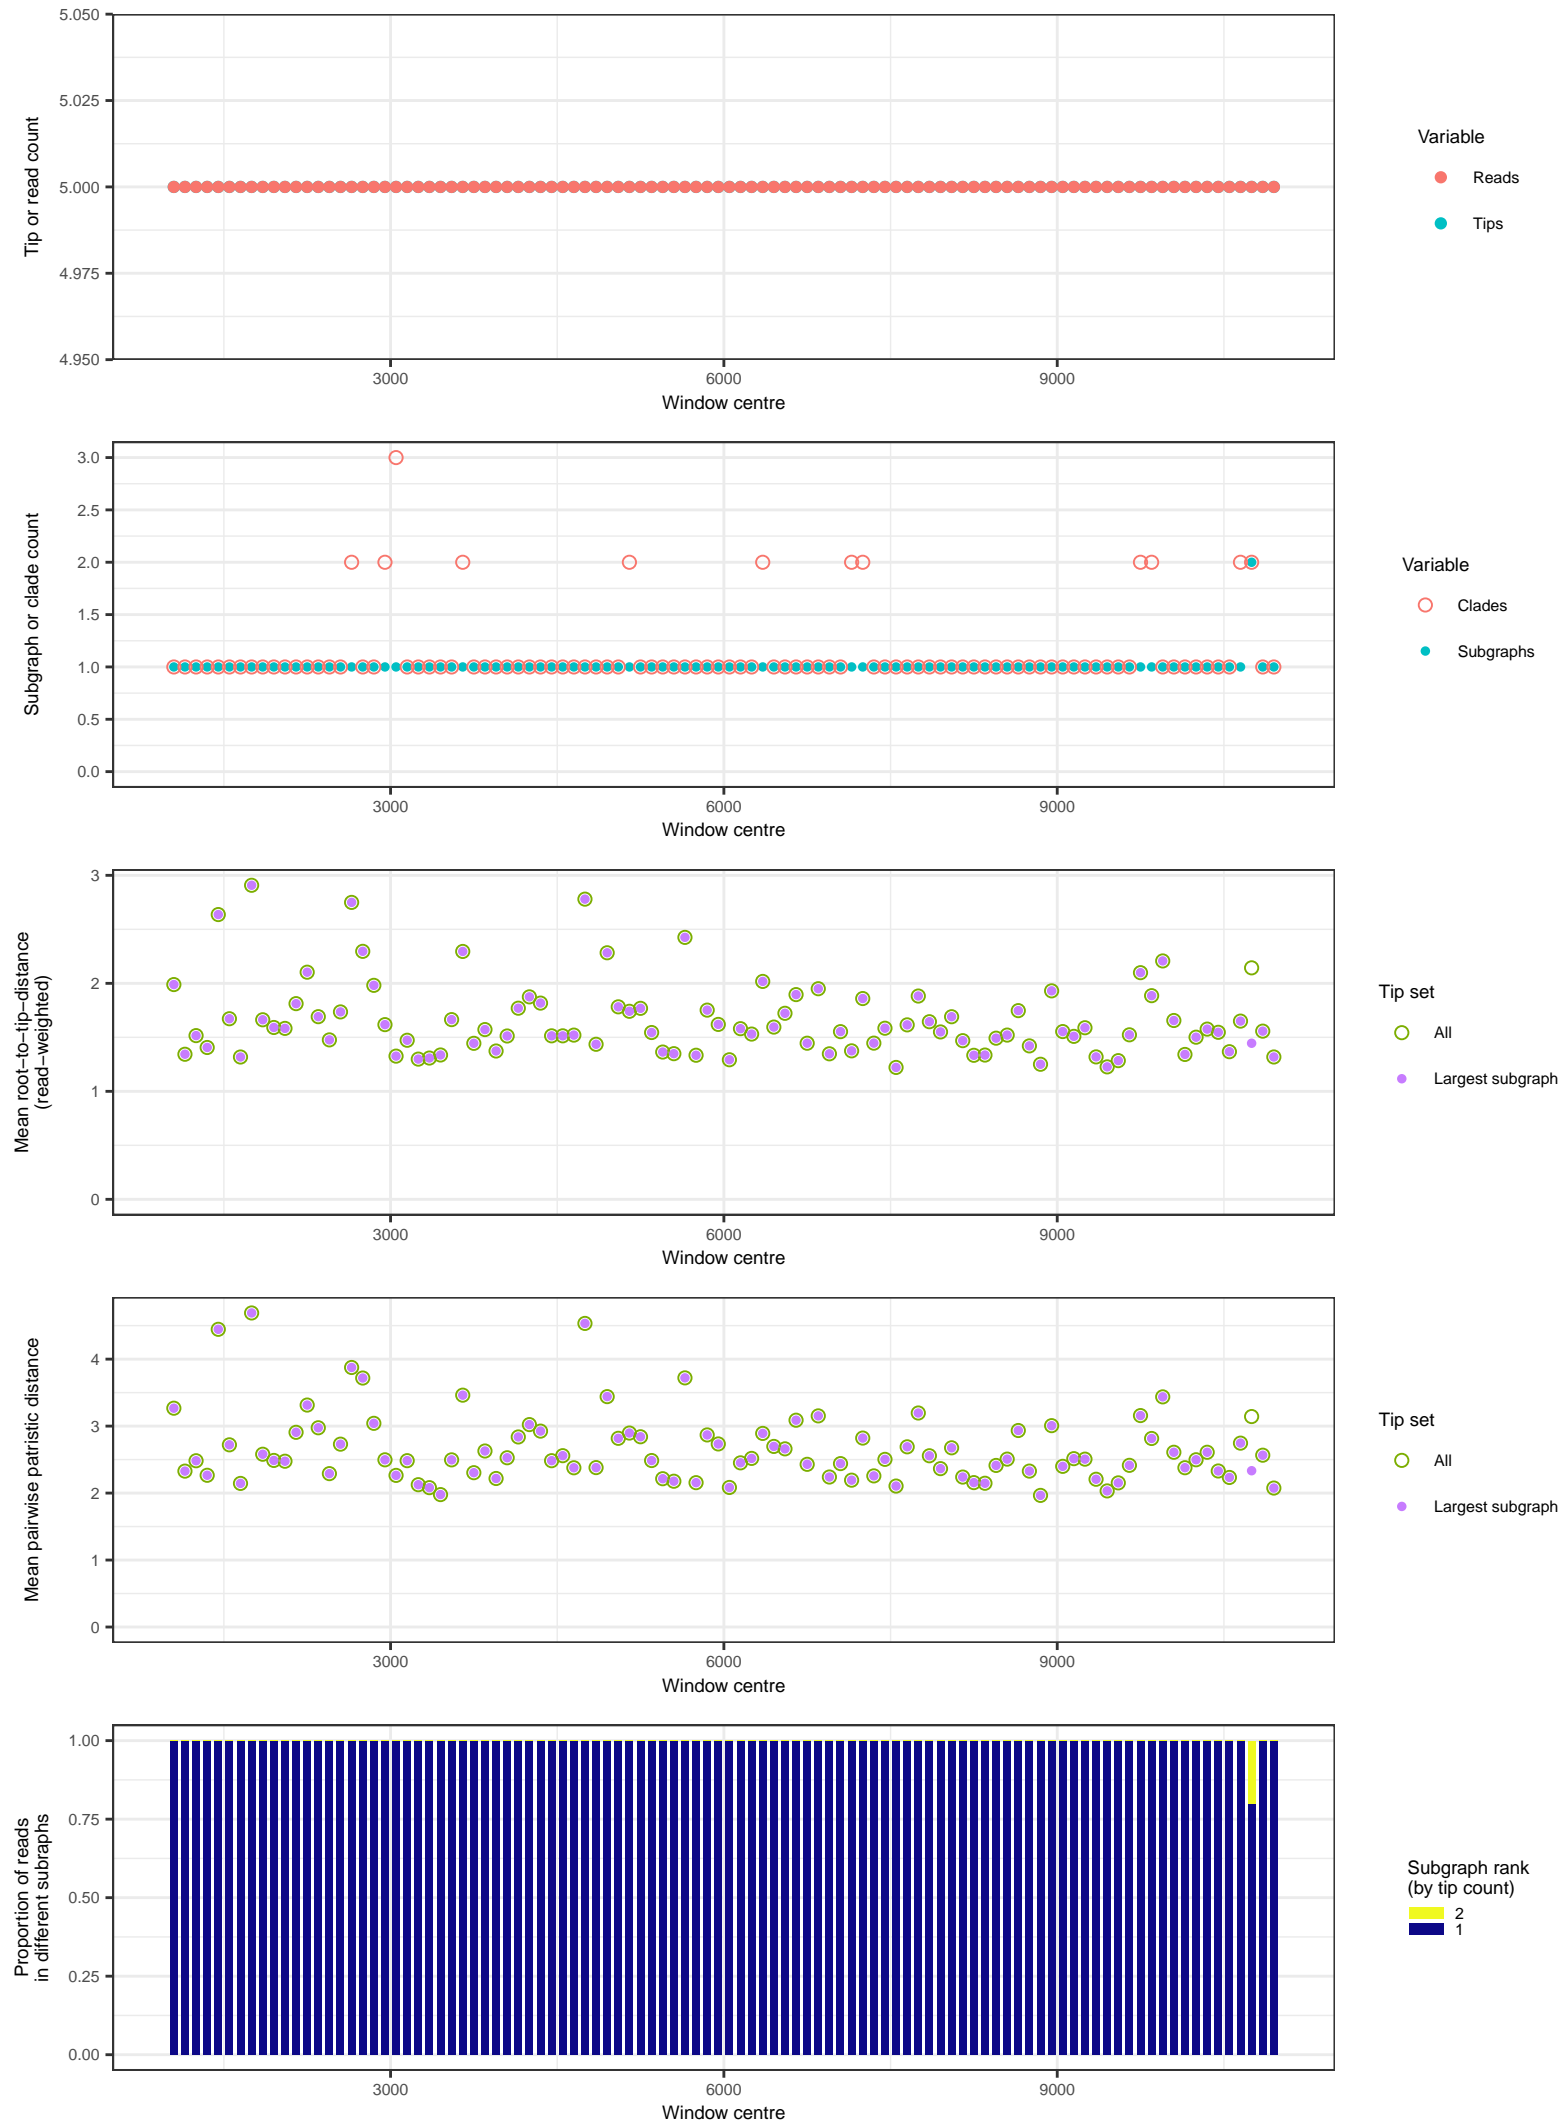 5.050
5.025
5.000
4.975
4.950
Tip or read count
3000
6000
9000
Window centre
Variable
Reads
Tips
3.0
2.5
2.0
1.5
1.0
0.5
0.0
Subgraph or clade count
3000
6000
9000
Window centre
Variable
Clades
Subgraphs
3
2
1
0
Mean root−to−tip−distance
(read−weighted)
3000
6000
9000
Window centre
Tip set
All
Largest subgraph
4
3
2
1
0
Mean pairwise patristic distance
3000
6000
9000
Window centre
Tip set
All
Largest subgraph
1.00
0.75
0.50
0.25
0.00
Proportion of reads
in different subraphs
3000
6000
9000
Window centre
Subgraph rank
(by tip count)
2
1